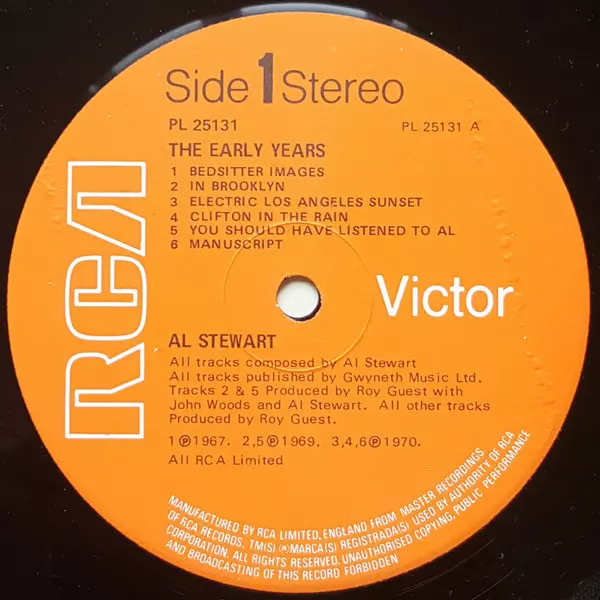 Side 1 Stereo
PL 25131
PL 25131 A
THE EARLY YEARS
1 BEDSITTER IMAGES
2 IN BROOKLYN
3 ELECTRIC LOS ANGELES SUNSET
4 CLIFTON IN THE RAIN
5 YOU SHOULD HAVE LISTENED TO AL
6 MANUSCRIPT
RCA
Victor
AL STEWART
All tracks composed by Al Stewart
All tracks published by Gwyneth Music Ltd.
Tracks 2 & 5 Produced by Roy Guest with
John Woods and Al Stewart. All other tracks
Produced by Roy Guest.
1 ℗ 1967. 2,5 ℗ 1969. 3,4,6 ℗ 1970.
All RCA Limited
MANUFACTURED BY RCA LIMITED, ENGLAND FROM MASTER RECORDINGS
OF RCA RECORDS. TM(S) ® MARCA(S) REGISTRADA(S) USED BY AUTHORITY OF RCA
CORPORATION. ALL RIGHTS RESERVED. UNAUTHORISED COPYING, PUBLIC PERFORMANCE
AND BROADCASTING OF THIS RECORD FORBIDDEN